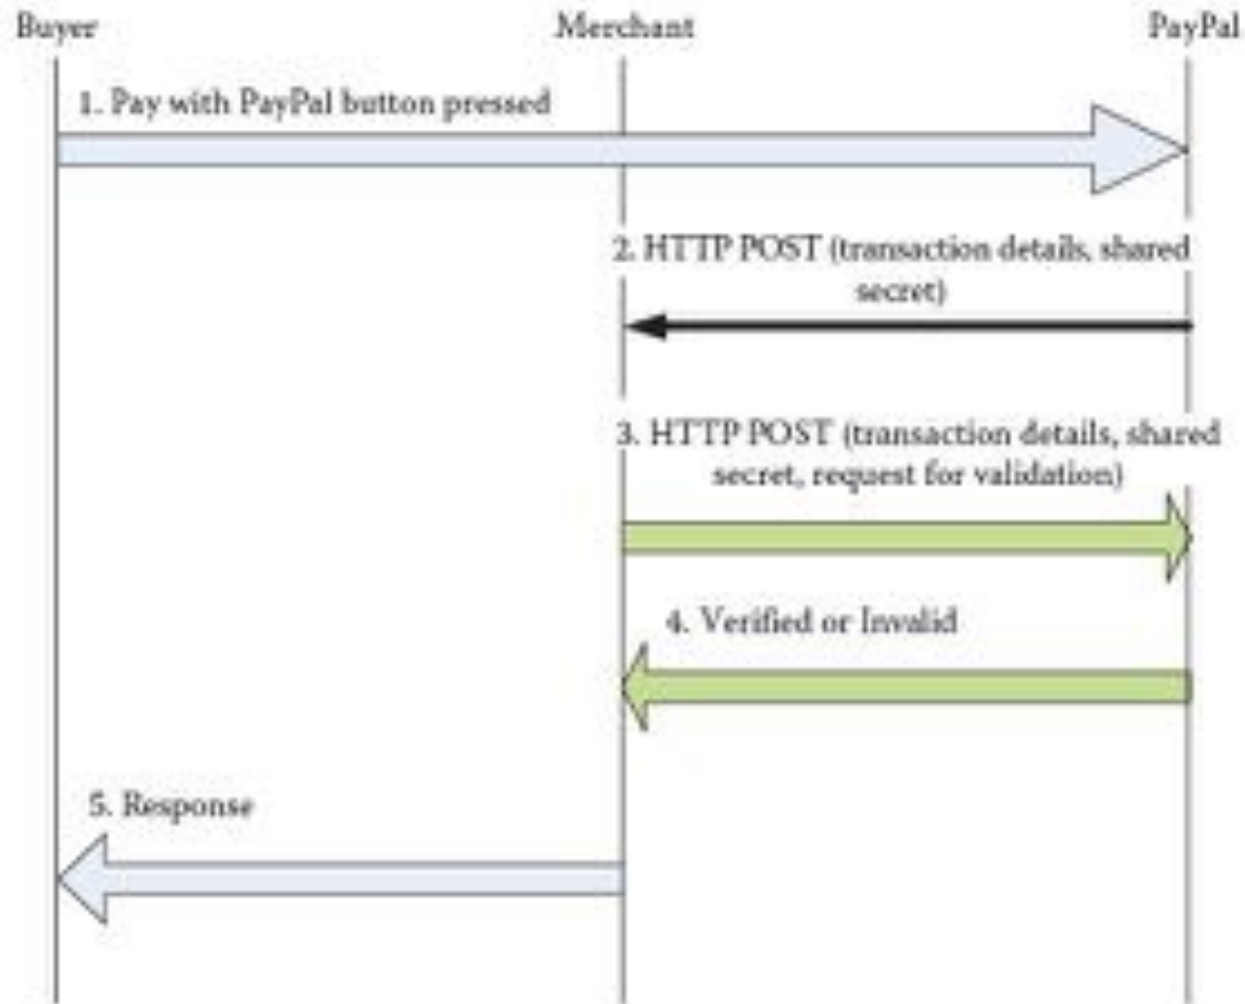 Buyer
Merchant
PayPal
1. Pay with PayPal button pressed
2. HTTP POST (transaction details, shared
secret)
3. HTTP POST (transaction details, shared
secret, request for validation)
4. Verified or Invalid
5. Response